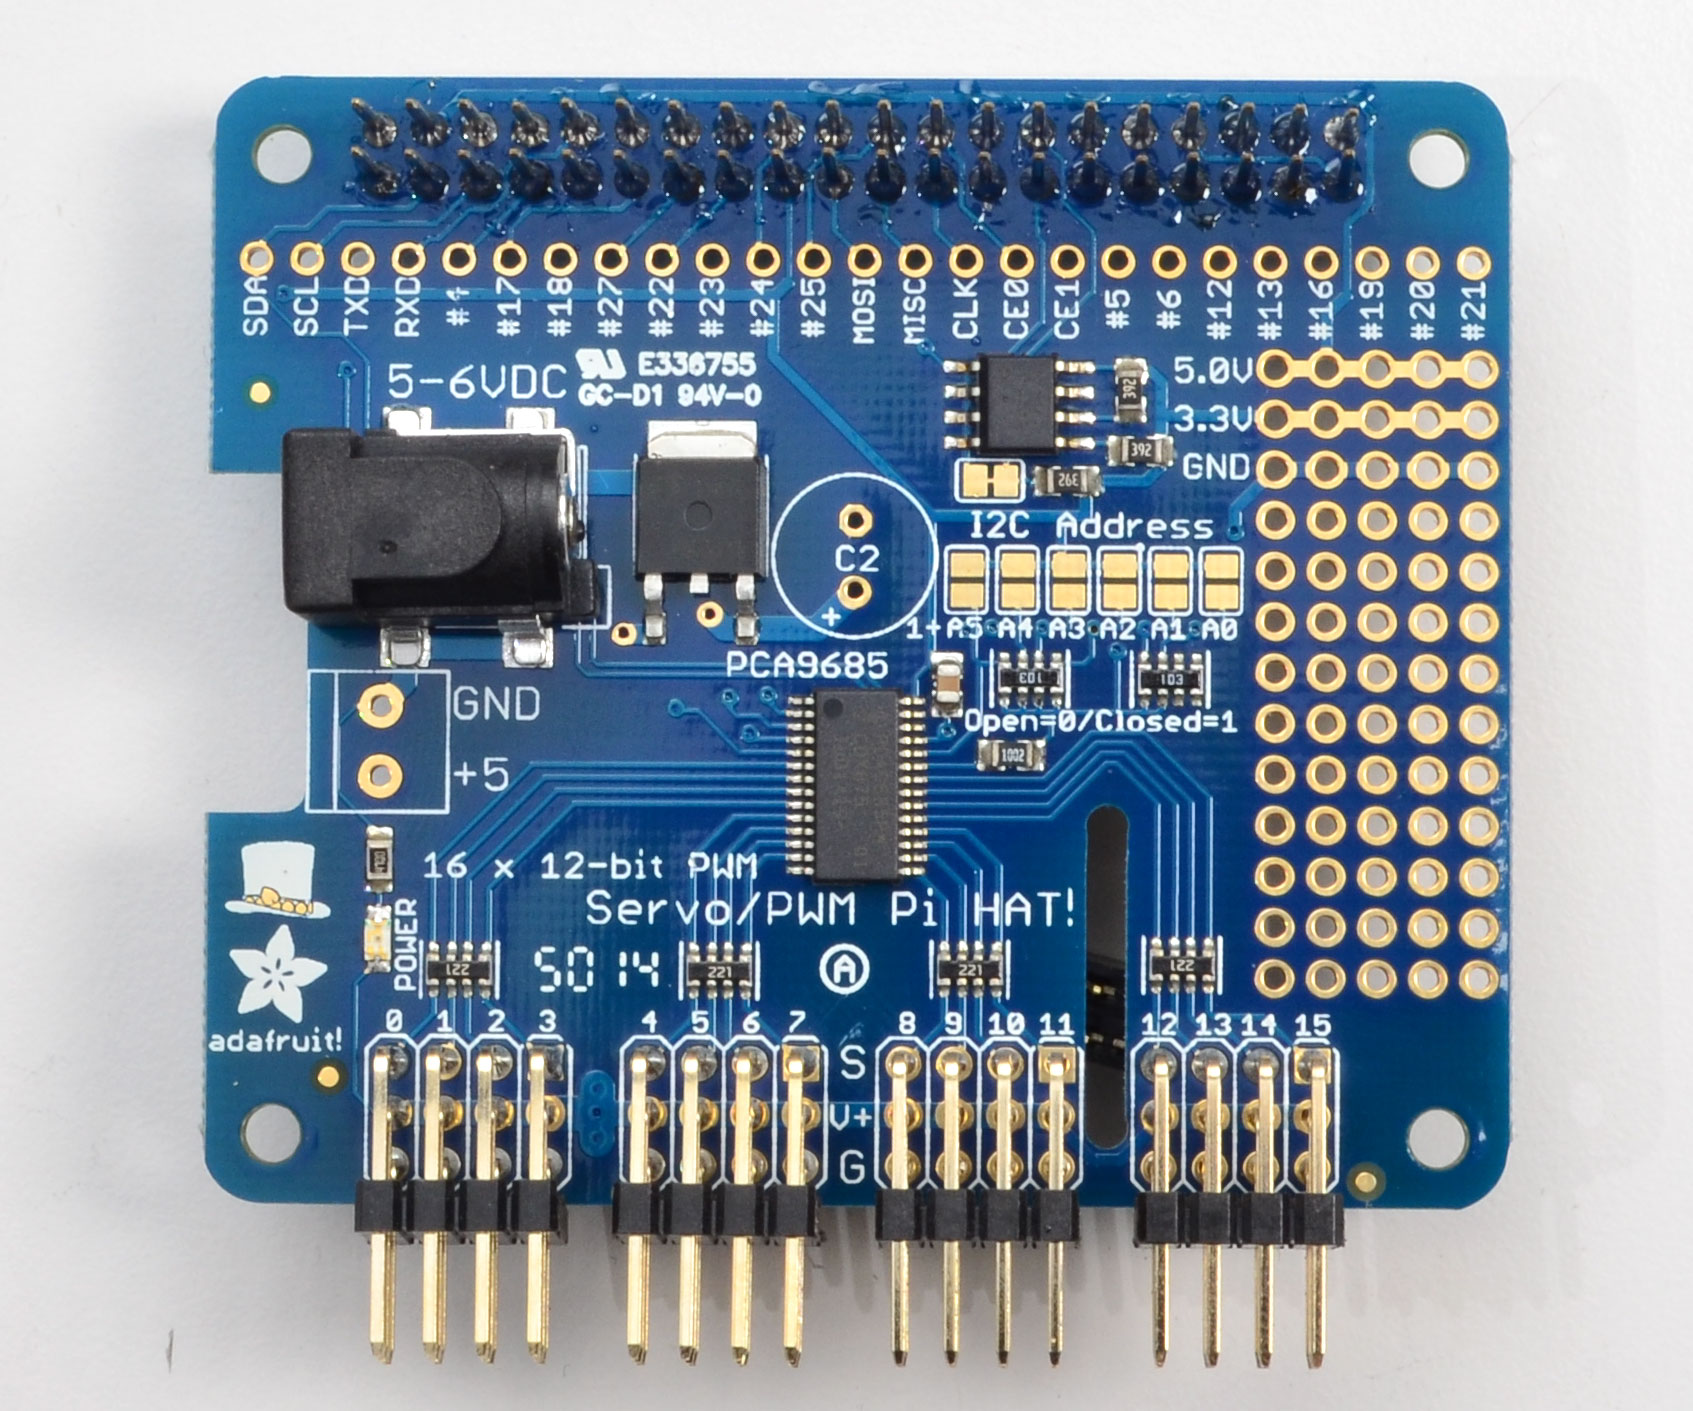 SDA SCL TXD RXD #4 #17 #18 #27 #22 #23 #24 #25 MOSI MISO CLK CE0 CE1 #5 #6 #12 #13 #16 #19 #20 #21
5-6VDC
E336755
GC-D1 94V-0
5.0V
3.3V
GND
392
392
392
I2C Address
C2
+
1+ A5 A4 A3 A2 A1 A0
PCA9685
103
103
Open=0/Closed=1
1002
GND
+5
16 x 12-bit PWM
Servo/PWM Pi HAT!
POWER
221
5014
221
A
221
221
adafruit!
0 1 2 3 4 5 6 7 8 9 10 11 12 13 14 15
S
V+
G